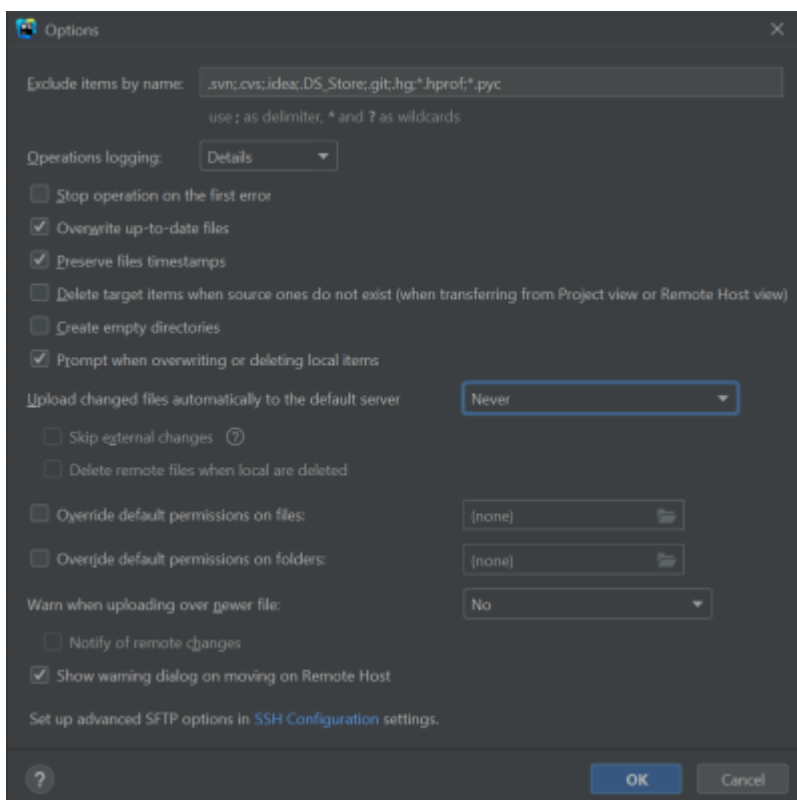 Options
Exclude items by name: .svn;.cvs;.idea;.DS_Store;.git;.hg;*.hprof;*.pyc
use ; as delimiter, * and ? as wildcards
Operations logging: Details
Stop operation on the first error
Overwrite up-to-date files
Preserve files timestamps
Delete target items when source ones do not exist (when transferring from Project view or Remote Host view)
Create empty directories
Prompt when overwriting or deleting local items
Upload changed files automatically to the default server Never
Skip external changes ?
Delete remote files when local are deleted
Override default permissions on files: (none)
Override default permissions on folders: (none)
Warn when uploading over newer file: No
Notify of remote changes
Show warning dialog on moving on Remote Host
Set up advanced SFTP options in SSH Configuration settings.
? OK Cancel